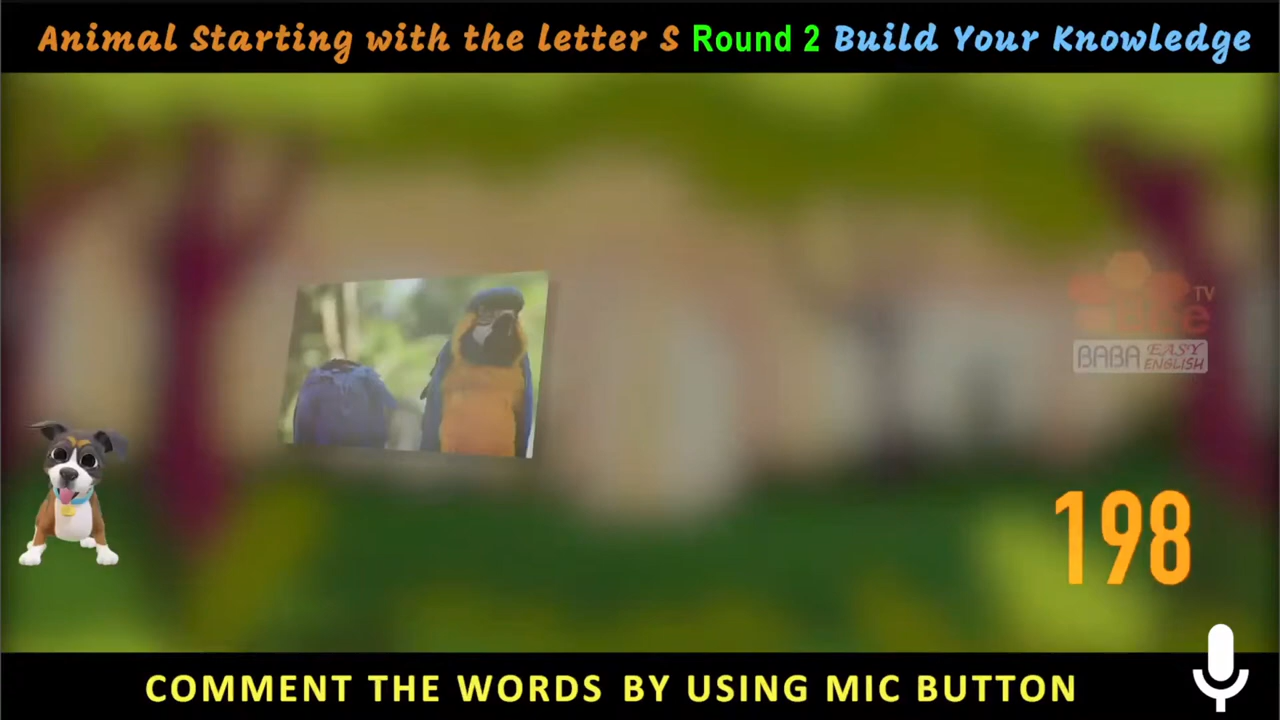 Animal Starting with the letter S Round 2 Build Your Knowledge
TV
BABA EASY
ENGLISH
198
COMMENT THE WORDS BY USING MIC BUTTON